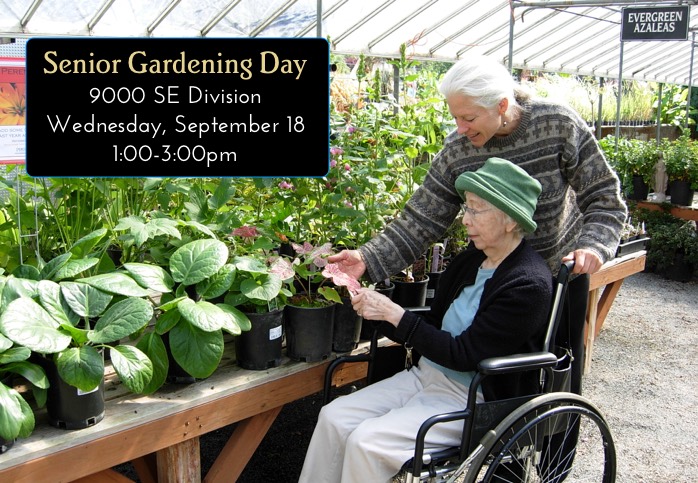 Senior Gardening Day
9000 SE Division
Wednesday, September 18
1:00-3:00pm
EVERGREEN
AZALEAS